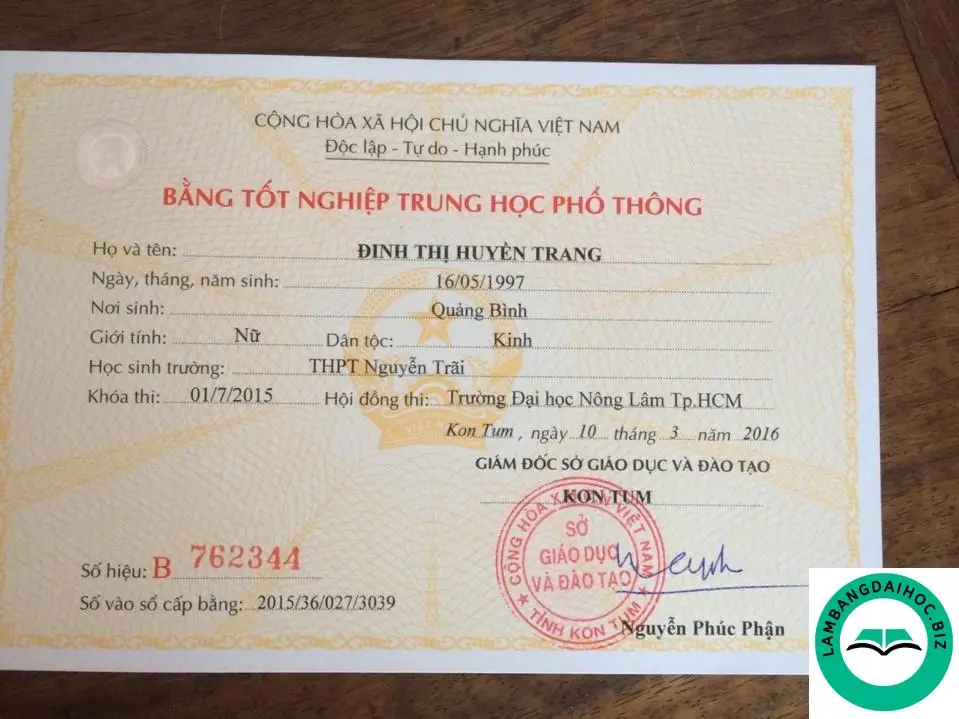 CỘNG HÒA XÃ HỘI CHỦ NGHĨA VIỆT NAM
Độc lập - Tự do - Hạnh phúc
BẰNG TỐT NGHIỆP TRUNG HỌC PHỔ THÔNG
Họ và tên: ĐINH THỊ HUYỀN TRANG
Ngày, tháng, năm sinh: 16/05/1997
Nơi sinh: Quảng Bình
Giới tính: Nữ Dân tộc: Kinh
Học sinh trường: THPT Nguyễn Trãi
Khóa thi: 01/7/2015 Hội đồng thi: Trường Đại học Nông Lâm Tp.HCM
Kon Tum, ngày 10 tháng 3 năm 2016
GIÁM ĐỐC SỞ GIÁO DỤC VÀ ĐÀO TẠO
KON TUM
SỞ
GIÁO DỤC
VÀ ĐÀO TẠO
TỈNH KON TUM
Số hiệu: B 762344
Số vào sổ cấp bằng: 2015/36/027/3039
Nguyễn Phúc Phận
LAMBANGDAIHOC.BIZ